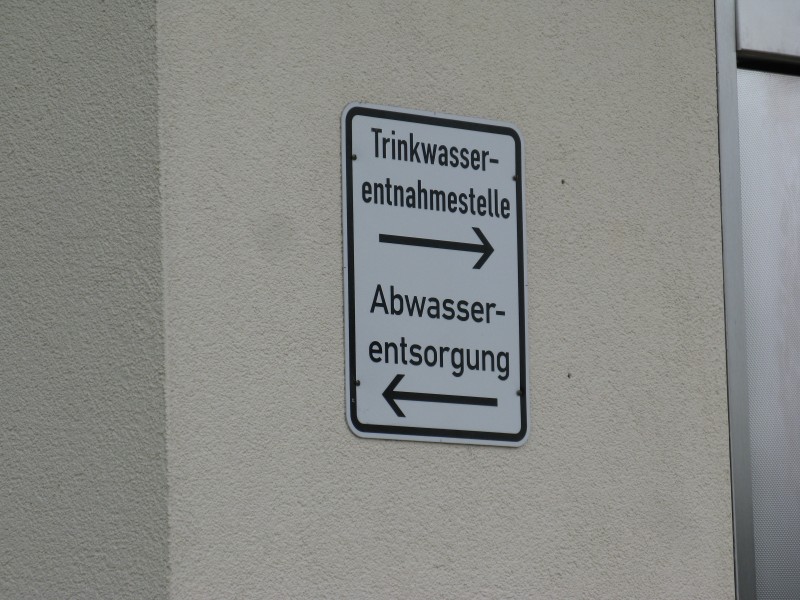 Trinkwasser-
entnahmestelle
Abwasser-
entsorgung